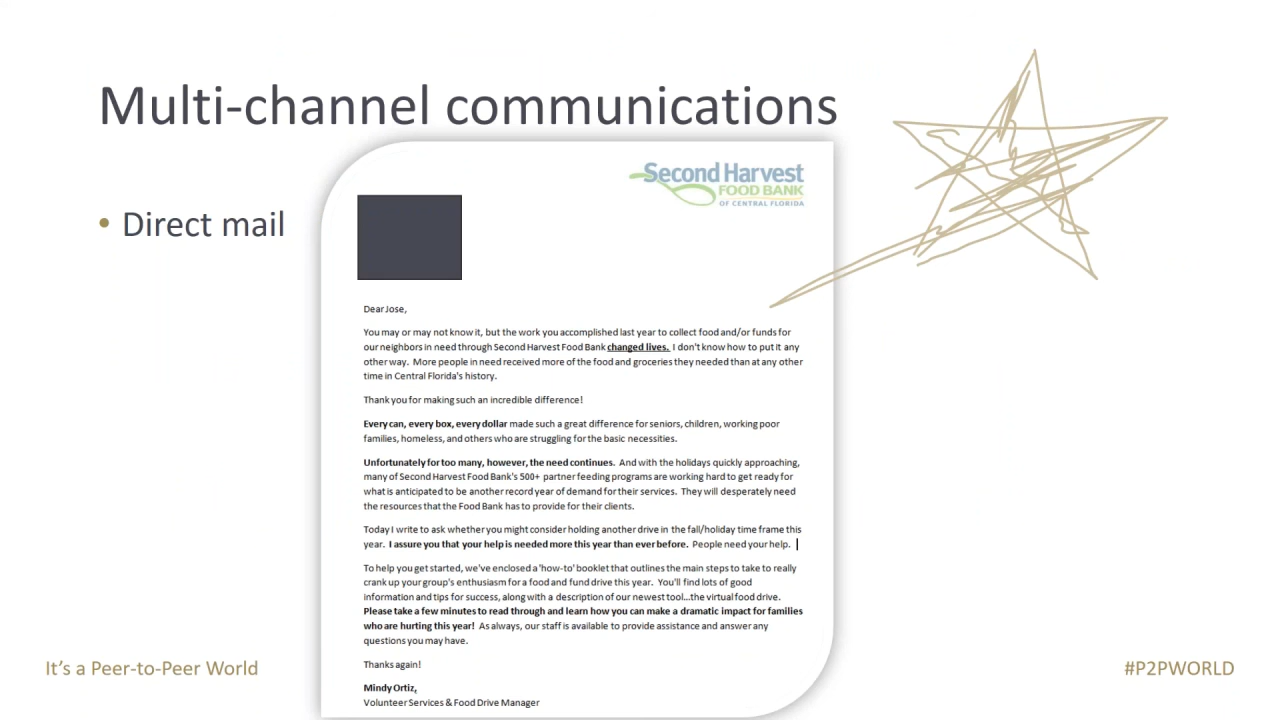 Multi-channel communications
• Direct mail
Second Harvest
FOOD BANK
OF CENTRAL FLORIDA
Dear Jose,
You may or may not know it, but the work you accomplished last year to collect food and/or funds for
our neighbors in need through Second Harvest Food Bank changed lives. I don't know how to put it any
other way. More people in need received more of the food and groceries they needed than at any other
time in Central Florida's history.
Thank you for making such an incredible difference!
Every can, every box, every dollar made such a great difference for seniors, children, working poor
families, homeless, and others who are struggling for the basic necessities.
Unfortunately for too many, however, the need continues. And with the holidays quickly approaching,
many of Second Harvest Food Bank's 500+ partner feeding programs are working hard to get ready for
what is anticipated to be another record year of demand for their services. They will desperately need
the resources that the Food Bank has to provide for their clients.
Today I write to ask whether you might consider holding another drive in the fall/holiday time frame this
year. I assure you that your help is needed more this year than ever before. People need your help.
To help you get started, we've enclosed a 'how-to' booklet that outlines the main steps to take to really
crank up your group's enthusiasm for a food and fund drive this year. You'll find lots of good
information and tips for success, along with a description of our newest tool...the virtual food drive.
Please take a few minutes to read through and learn how you can make a dramatic impact for families
who are hurting this year! As always, our staff is available to provide assistance and answer any
questions you may have.
Thanks again!
Mindy Ortiz,
Volunteer Services & Food Drive Manager
It's a Peer-to-Peer World
#P2PWORLD